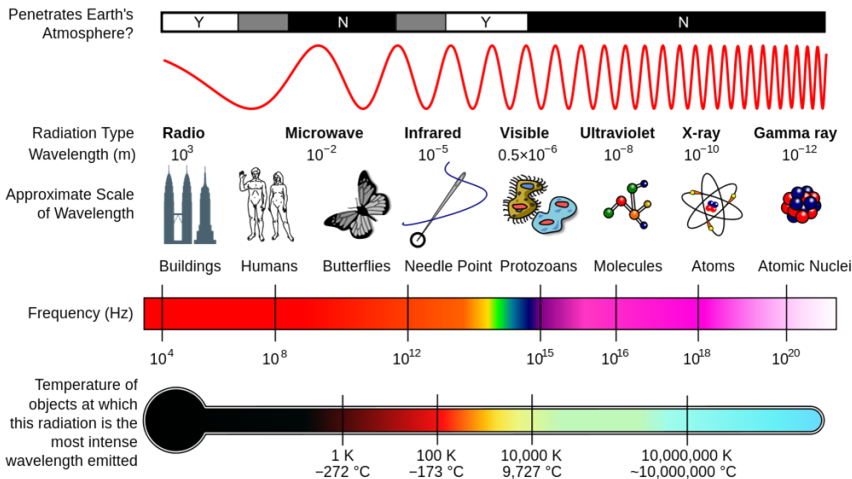 Penetrates Earth's
Atmosphere?
Y N Y N
Radiation Type Radio Microwave Infrared Visible Ultraviolet X-ray Gamma ray
Wavelength (m) 10³ 10⁻² 10⁻⁵ 0.5×10⁻⁶ 10⁻⁸ 10⁻¹⁰ 10⁻¹²
Approximate Scale
of Wavelength
Buildings Humans Butterflies Needle Point Protozoans Molecules Atoms Atomic Nuclei
Frequency (Hz)
10⁴ 10⁸ 10¹² 10¹⁵ 10¹⁶ 10¹⁸ 10²⁰
Temperature of
objects at which
this radiation is the
most intense
wavelength emitted
1 K 100 K 10,000 K 10,000,000 K
−272 °C −173 °C 9,727 °C ~10,000,000 °C